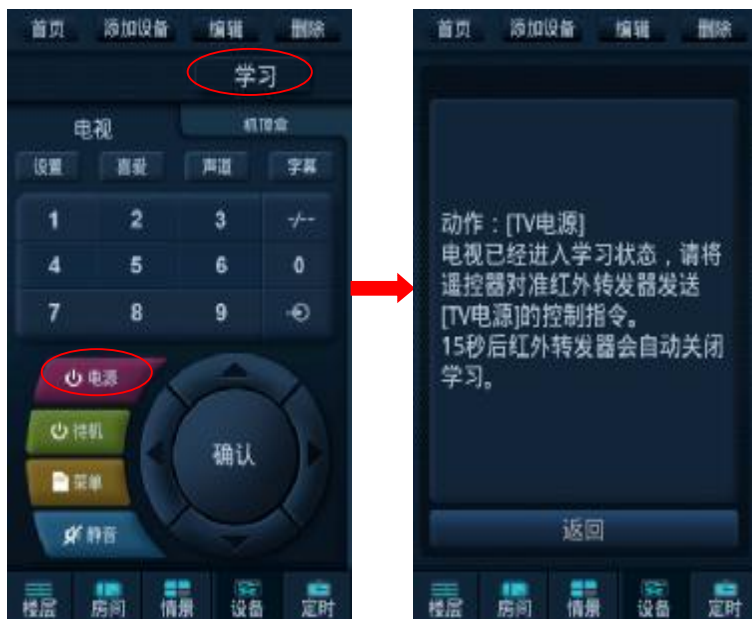 首页 添加设备 编辑 删除
学习
电视 机顶盒
设置 喜爱 声道 字幕
1 2 3 -/--
4 5 6 0
7 8 9
电源
待机
确认
菜单
静音
楼层 房间 情景 设备 定时
首页 添加设备 编辑 删除
动作：[TV电源]
电视已经进入学习状态，请将
遥控器对准红外转发器发送
[TV电源]的控制指令。
15秒后红外转发器会自动关闭
学习。
返回
楼层 房间 情景 设备 定时